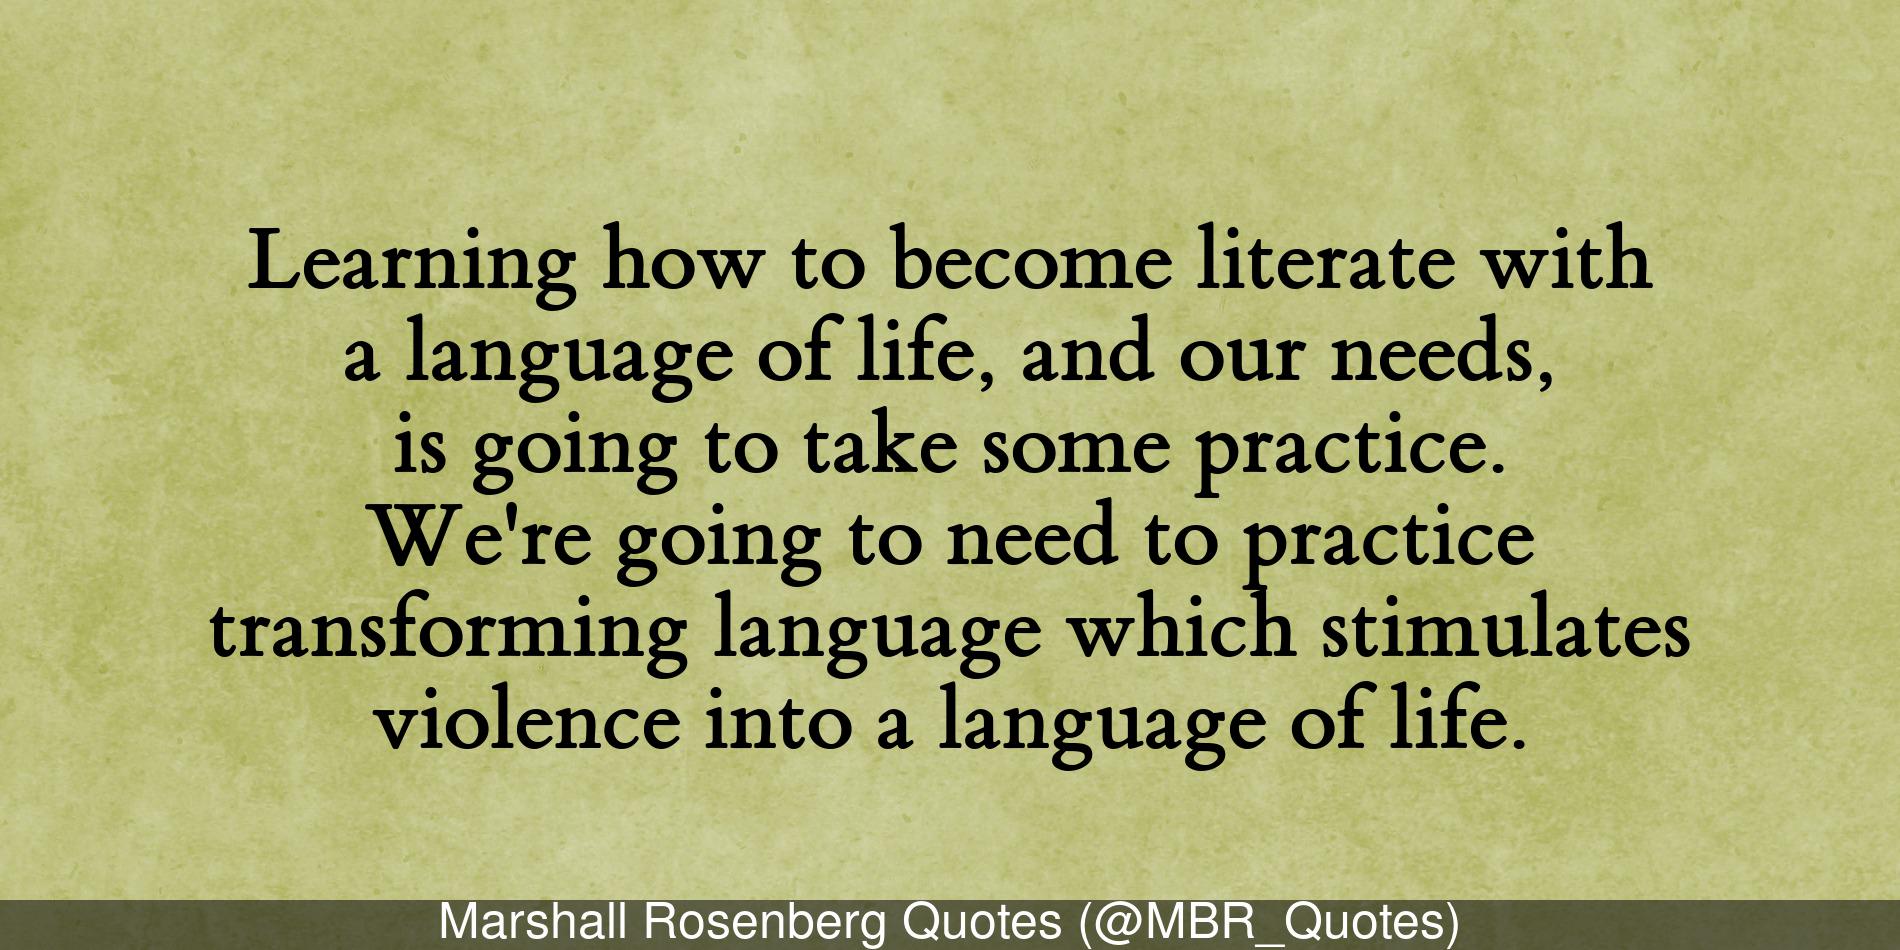 Learning how to become literate with
a language of life, and our needs,
is going to take some practice.
We're going to need to practice
transforming language which stimulates
violence into a language of life.
Marshall Rosenberg Quotes (@MBR_Quotes)